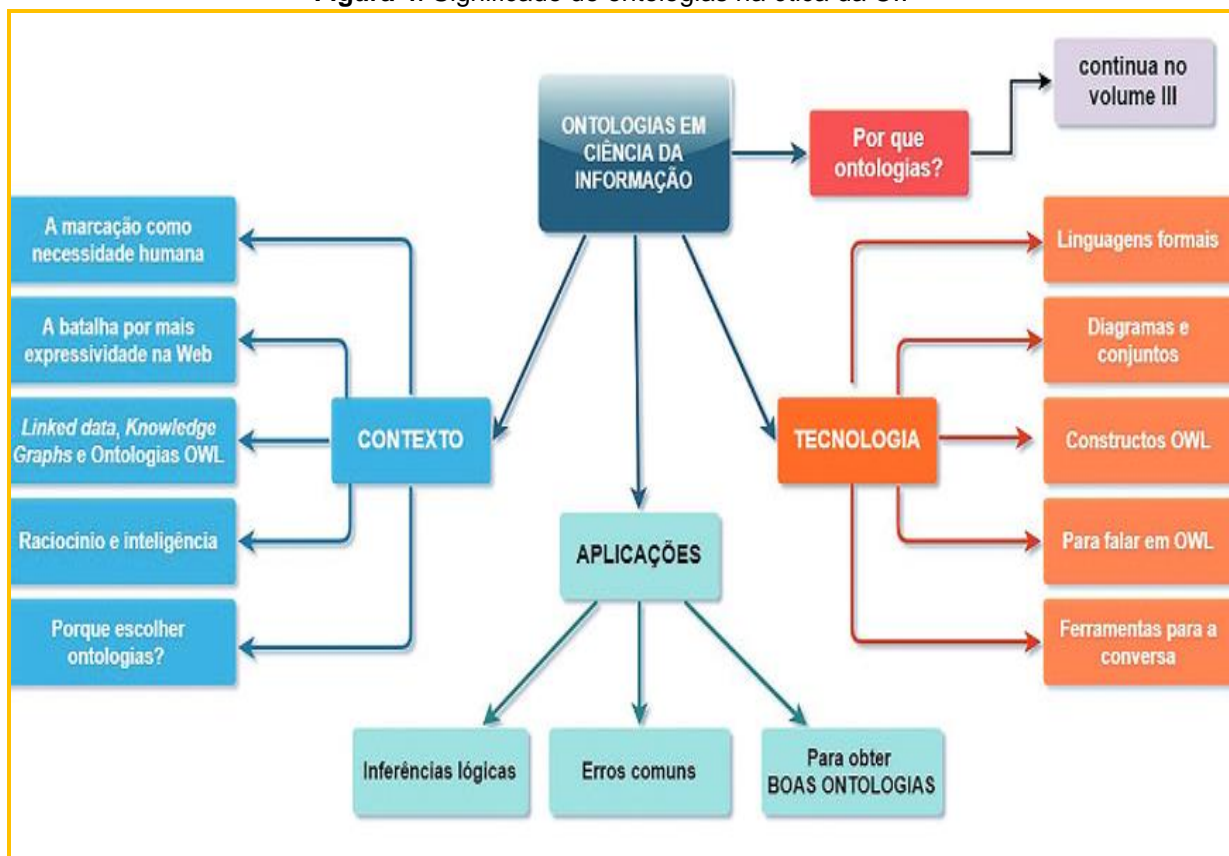 ONTOLOGIAS EM
CIÊNCIA DA
INFORMAÇÃO
Por que
ontologias?
continua no
volume III
A marcação como
necessidade humana
A batalha por mais
expressividade na Web
Linked data, Knowledge
Graphs e Ontologias OWL
Raciocínio e inteligência
Porque escolher
ontologias?
CONTEXTO
TECNOLOGIA
Linguagens formais
Diagramas e
conjuntos
Constructos OWL
Para falar em OWL
Ferramentas para a
conversa
APLICAÇÕES
Inferências lógicas
Erros comuns
Para obter
BOAS ONTOLOGIAS